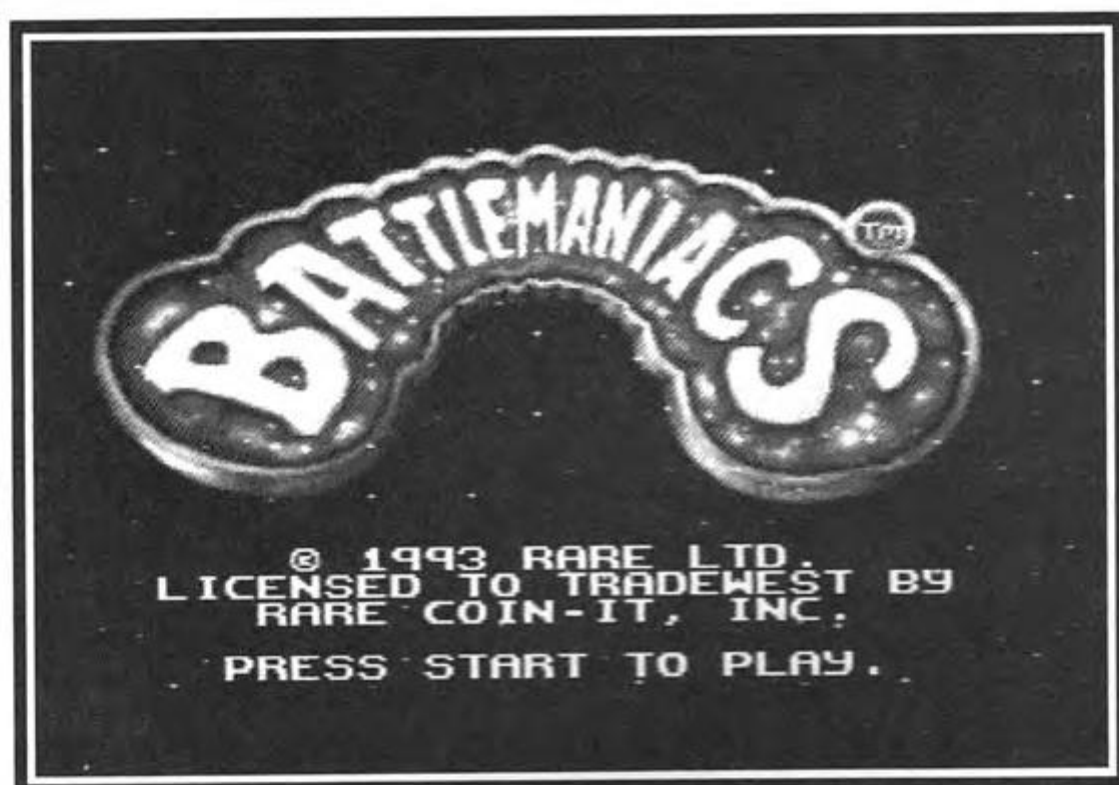 BATTLEMANIACS
TM
© 1993 RARE LTD.
LICENSED TO TRADEWEST BY
RARE COIN-IT, INC.
PRESS START TO PLAY.